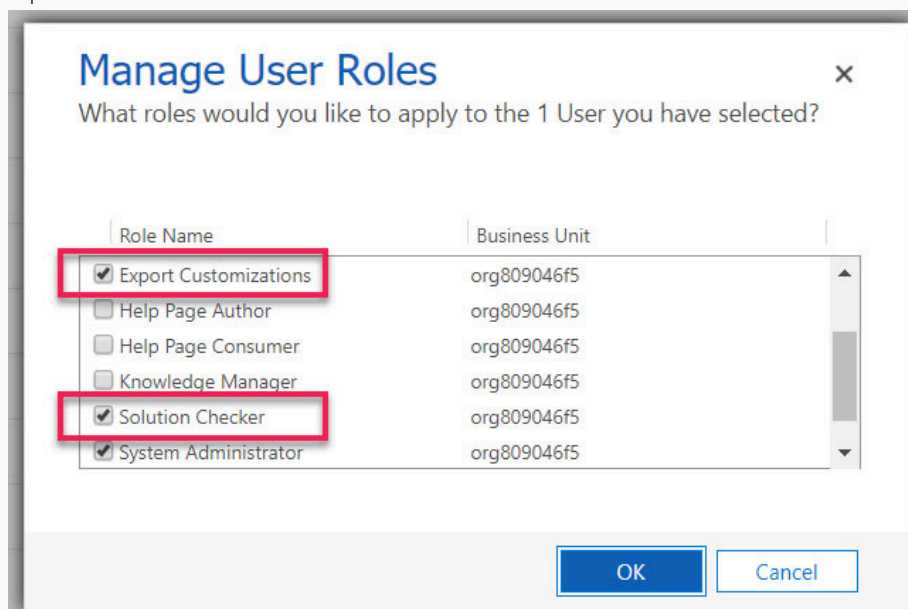 Manage User Roles
What roles would you like to apply to the 1 User you have selected?
Role Name Business Unit
Export Customizations org809046f5
Help Page Author org809046f5
Help Page Consumer org809046f5
Knowledge Manager org809046f5
Solution Checker org809046f5
System Administrator org809046f5
OK Cancel